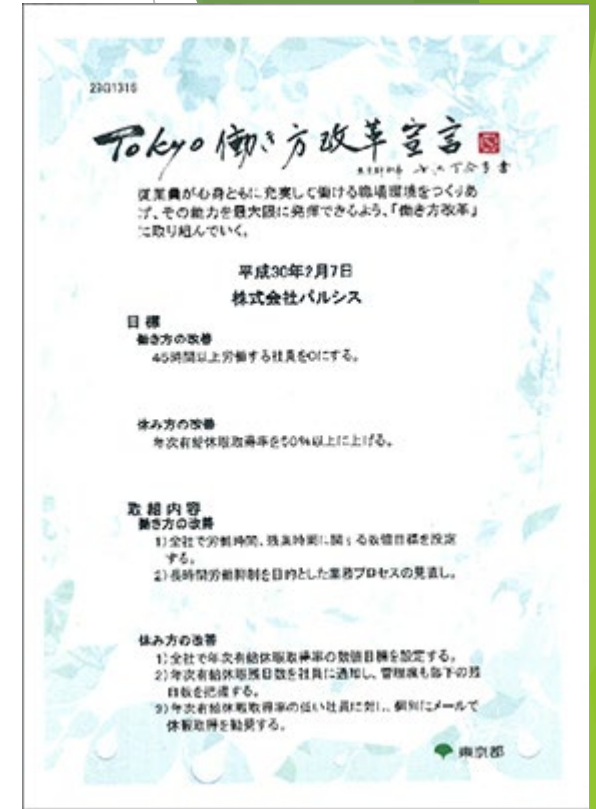 Tokyo働き方改革宣言
従業員が心身ともに充実して働ける職場環境をつくりあ
げ、その能力を最大限に発揮できるよう、「働き方改革」
に取り組んでいく。
平成30年2月7日
株式会社パルシス
目標
働き方の改善
45時間以上労働する社員を0にする。
休み方の改善
年次有給休暇取得率を50%以上に上げる。
取組内容
働き方の改善
1)全社で労働時間、残業時間に関する数値目標を設定
する。
2)長時間労働抑制を目的とした業務プロセスの見直し。
休み方の改善
1)全社で年次有給休暇取得率の数値目標を設定する。
2)年次有給休暇残日数を社員に通知し、管理職も部下の残
日数を把握する。
3)年次有給休暇取得率の低い社員に対し、個別にメールで
休暇取得を勧奨する。
東京都